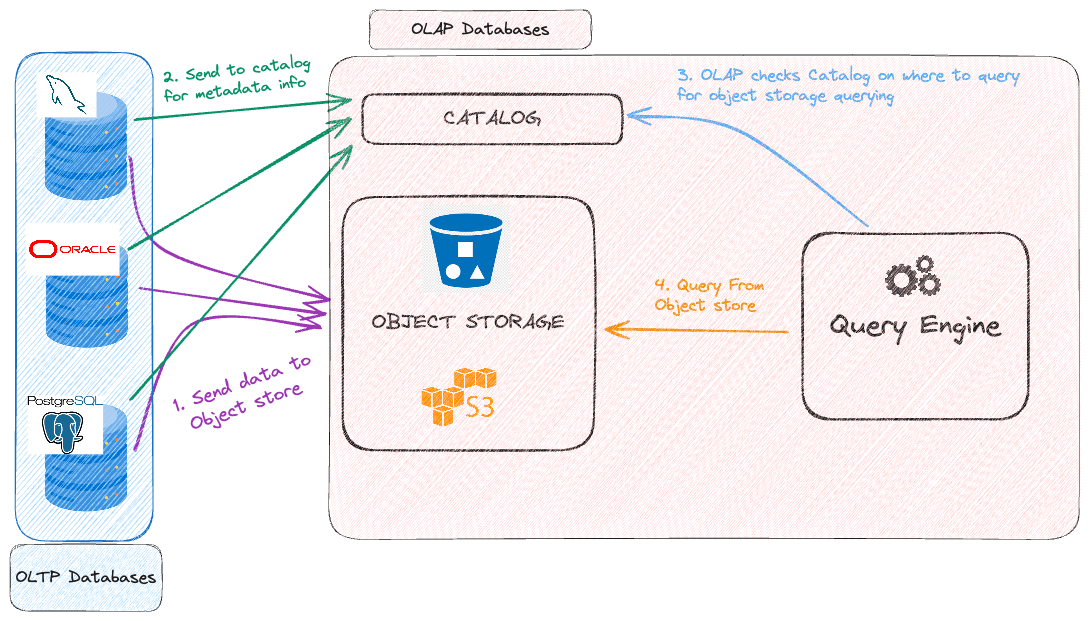 OLAP Databases
2. Send to catalog
for metadata info
3. OLAP checks Catalog on where to query
for object storage querying
CATALOG
ORACLE
4. Query From
Object store
OBJECT STORAGE
Query Engine
1. Send data to
Object store
PostgreSQL
S3
OLTP Databases